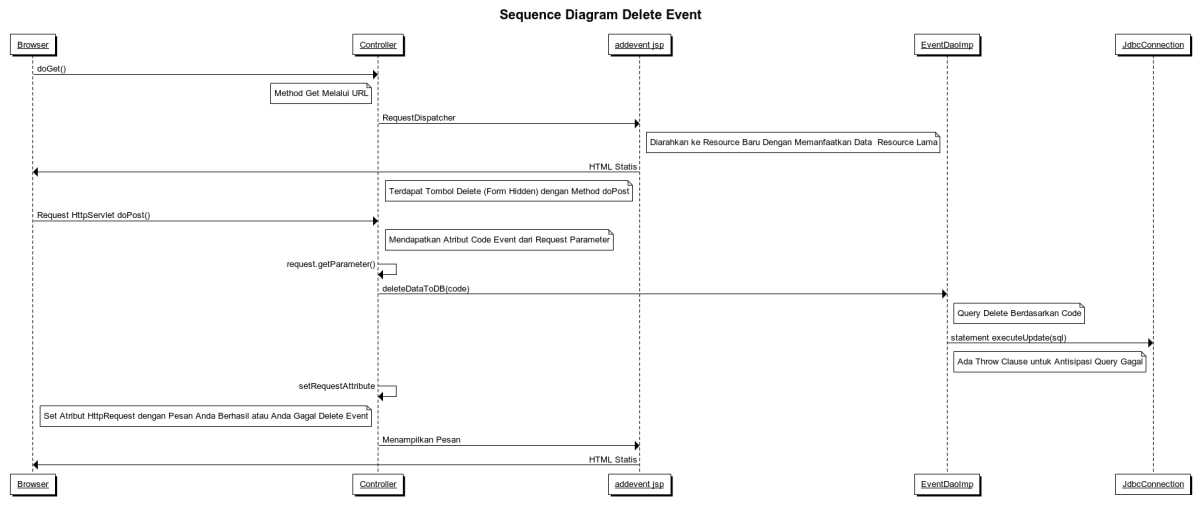 Sequence Diagram Delete Event
Browser
Controller
addevent.jsp
EventDaoImp
JdbcConnection
doGet()
Method Get Melalui URL
RequestDispatcher
Diarahkan ke Resource Baru Dengan Memanfaatkan Data Resource Lama
HTML Statis
Terdapat Tombol Delete (Form Hidden) dengan Method doPost
Request HttpServlet doPost()
Mendapatkan Atribut Code Event dari Request Parameter
request.getParameter()
deleteDataToDB(code)
Query Delete Berdasarkan Code
statement executeUpdate(sql)
Ada Throw Clause untuk Antisipasi Query Gagal
setRequestAttribute
Set Atribut HttpRequest dengan Pesan Anda Berhasil atau Anda Gagal Delete Event
Menampilkan Pesan
HTML Statis
Browser
Controller
addevent.jsp
EventDaoImp
JdbcConnection